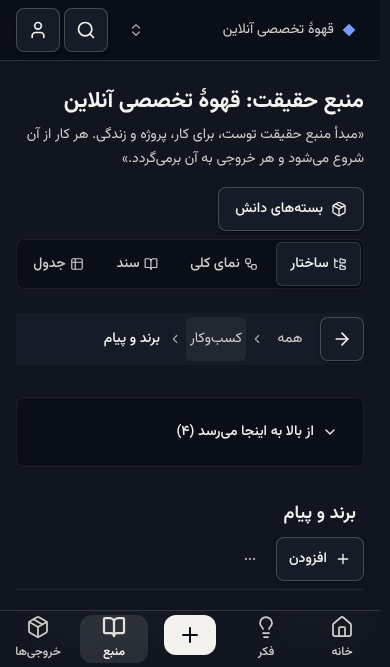 قهوهٔ تخصصی آنلاین
منبع حقیقت: قهوهٔ تخصصی آنلاین
«مبدأ منبع حقیقت توست، برای کار، پروژه و زندگی. هر کار از آن
شروع می‌شود و هر خروجی به آن برمی‌گردد.»
بسته‌های دانش
ساختار نمای کلی سند جدول
همه › کسب‌وکار › برند و پیام
از بالا به اینجا می‌رسد (۴)
برند و پیام
+ افزودن ...
خانه فکر + منبع خروجی‌ها